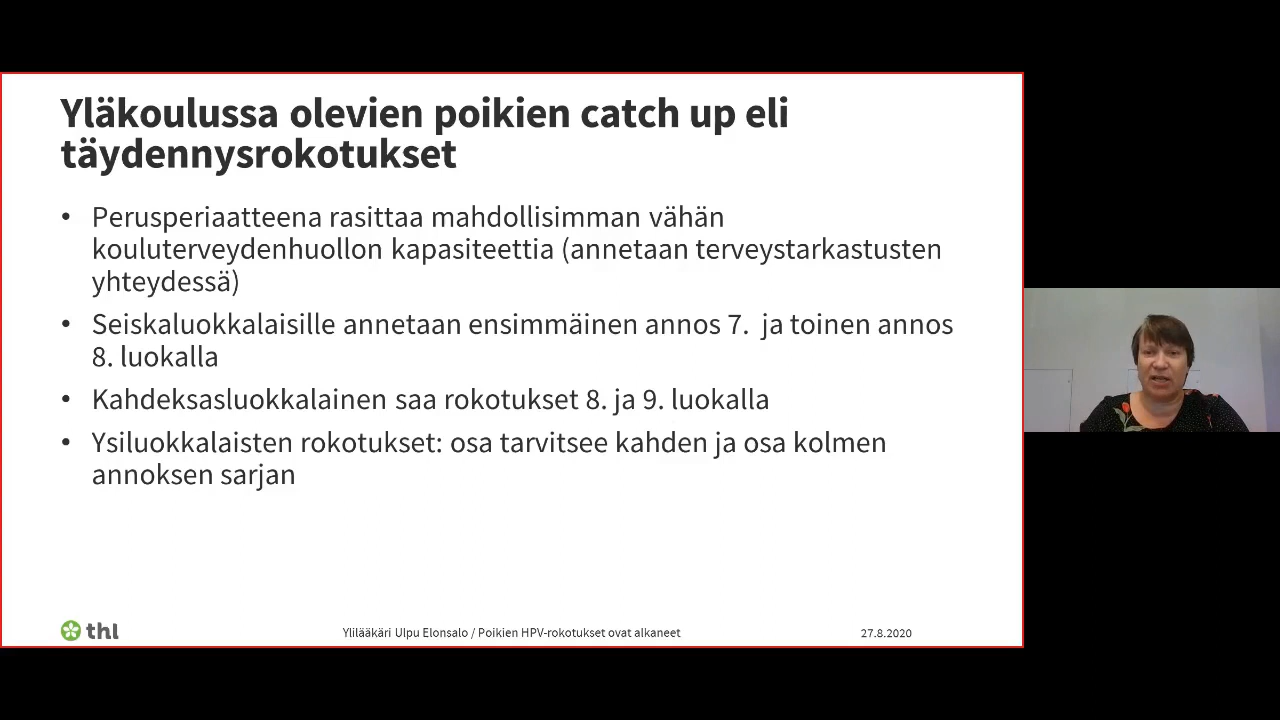 Yläkoulussa olevien poikien catch up eli
täydennysrokotukset
• Perusperiaatteena rasittaa mahdollisimman vähän
kouluterveydenhuollon kapasiteettia (annetaan terveystarkastusten
yhteydessä)
• Seiskaluokkalaisille annetaan ensimmäinen annos 7. ja toinen annos
8. luokalla
• Kahdeksasluokkalainen saa rokotukset 8. ja 9. luokalla
• Ysiluokkalaisten rokotukset: osa tarvitsee kahden ja osa kolmen
annoksen sarjan
thl
Ylilääkäri Ulpu Elonsalo / Poikien HPV-rokotukset ovat alkaneet
27.8.2020